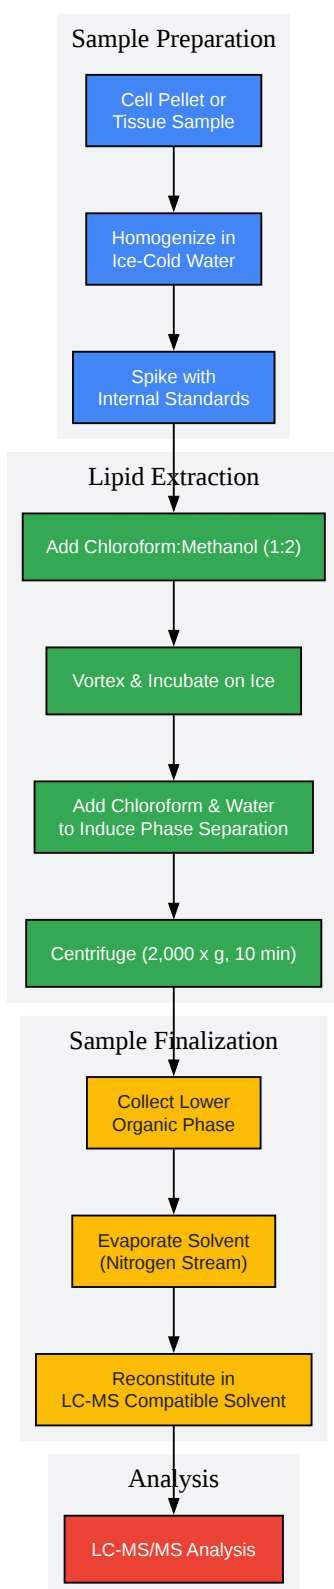 Sample Preparation
Cell Pellet or
Tissue Sample
Homogenize in
Ice-Cold Water
Spike with
Internal Standards
Lipid Extraction
Add Chloroform:Methanol (1:2)
Vortex & Incubate on Ice
Add Chloroform & Water
to Induce Phase Separation
Centrifuge (2,000 x g, 10 min)
Sample Finalization
Collect Lower
Organic Phase
Evaporate Solvent
(Nitrogen Stream)
Reconstitute in
LC-MS Compatible Solvent
Analysis
LC-MS/MS Analysis